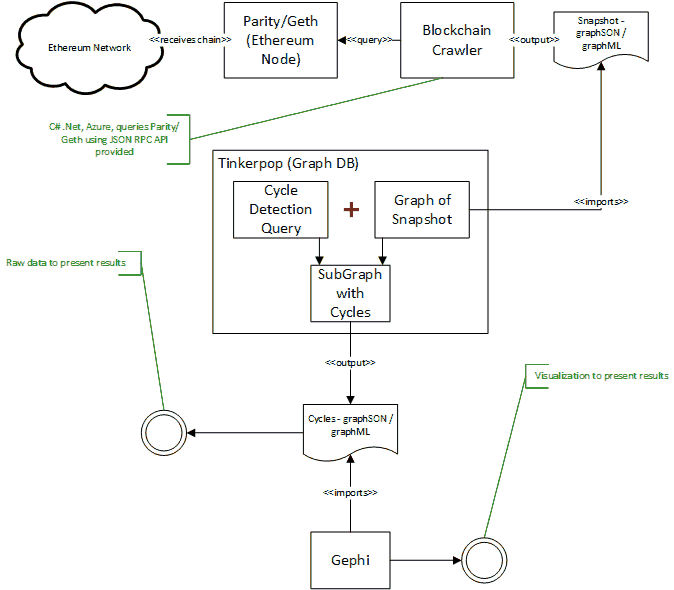 Ethereum Network
<<receives chain>>
Parity/Geth
(Ethereum
Node)
<<query>>
Blockchain
Crawler
<<output>>
Snapshot -
graphSON /
graphML
C# .Net, Azure, queries Parity/
Geth using JSON RPC API
provided
Tinkerpop (Graph DB)
Cycle
Detection
Query
+
Graph of
Snapshot
<<imports>>
SubGraph
with
Cycles
Raw data to present results
<<output>>
Visualization to present results
Cycles - graphSON /
graphML
<<imports>>
Gephi